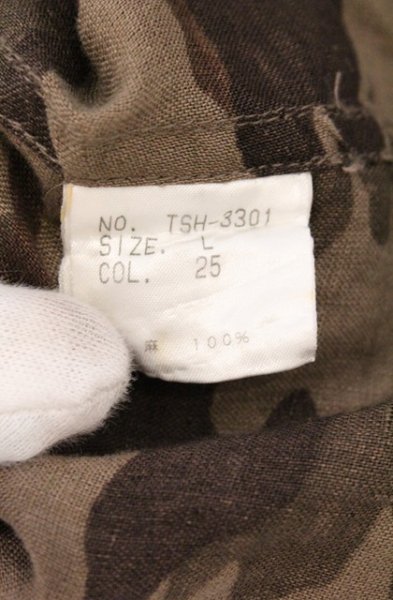 NO. TSH-3301
SIZE. L
COL. 25
麻 100%